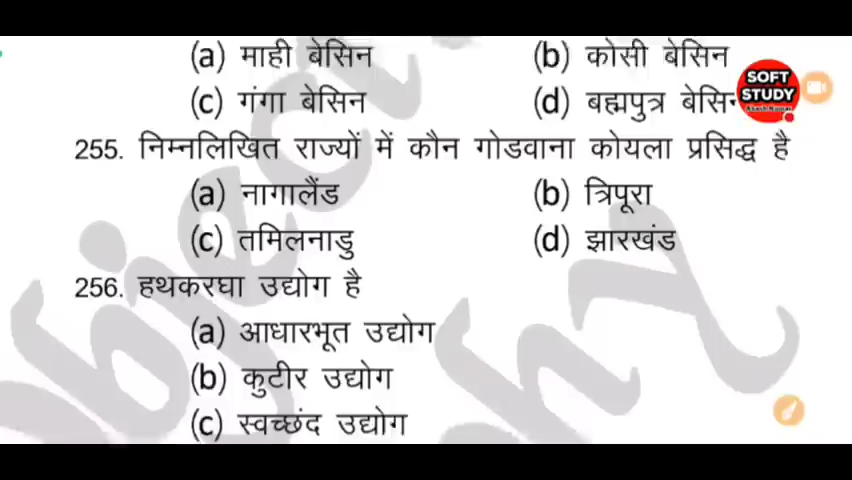 (a) माही बेसिन (b) कोसी बेसिन
SOFT STUDY
(c) गंगा बेसिन (d) बह्मपुत्र बेसिन
255. निम्नलिखित राज्यों में कौन गोडवाना कोयला प्रसिद्ध है
(a) नागालैंड (b) त्रिपूरा
(c) तमिलनाडु (d) झारखंड
256. हथकरघा उद्योग है
(a) आधारभूत उद्योग
(b) कुटीर उद्योग
(c) स्वच्छंद उद्योग